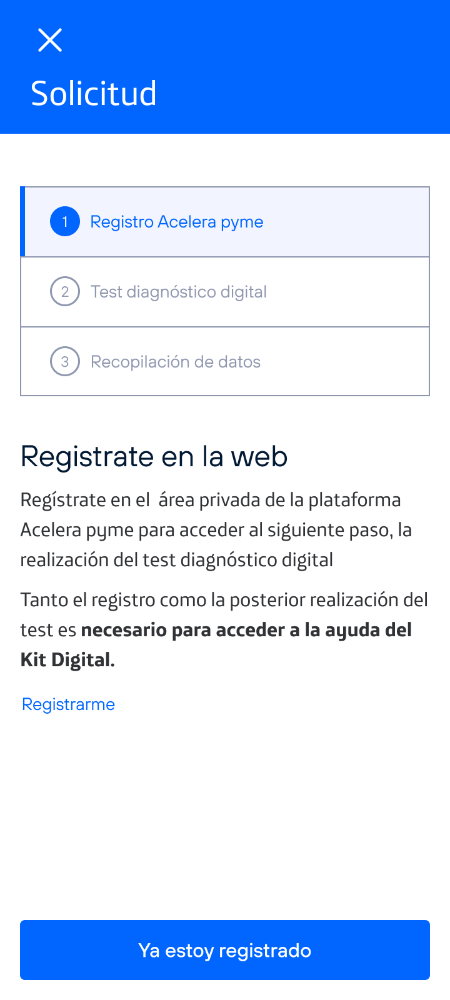 Solicitud
1 Registro Acelera pyme
2 Test diagnóstico digital
3 Recopilación de datos
Registrate en la web
Regístrate en el  área privada de la plataforma
Acelera pyme para acceder al siguiente paso, la
realización del test diagnóstico digital
Tanto el registro como la posterior realización del
test es necesario para acceder a la ayuda del
Kit Digital.
Registrarme
Ya estoy registrado